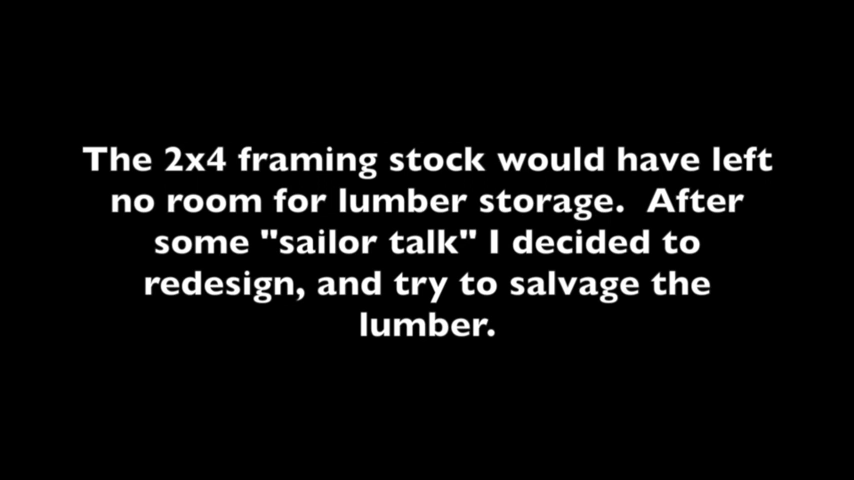 The 2x4 framing stock would have left
no room for lumber storage.  After
some "sailor talk" I decided to
redesign, and try to salvage the
lumber.